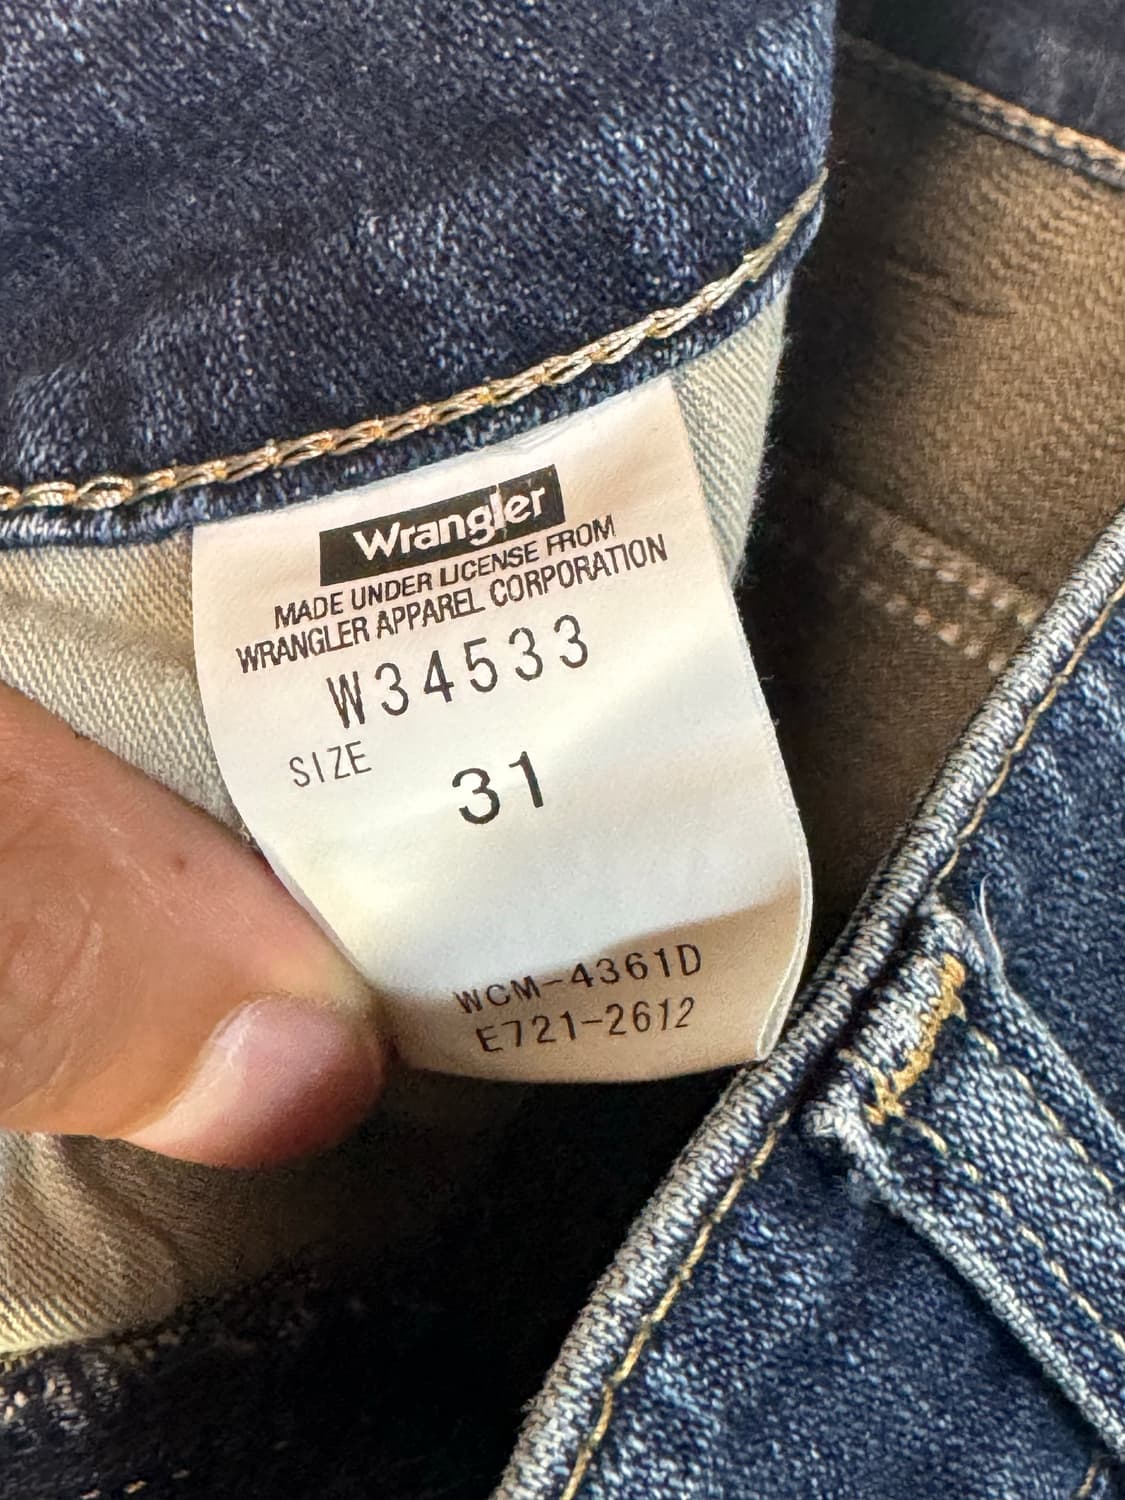 Wrangler
MADE UNDER LICENSE FROM
WRANGLER APPAREL CORPORATION
W34533
SIZE
31
WCM-4361D
E721-2612